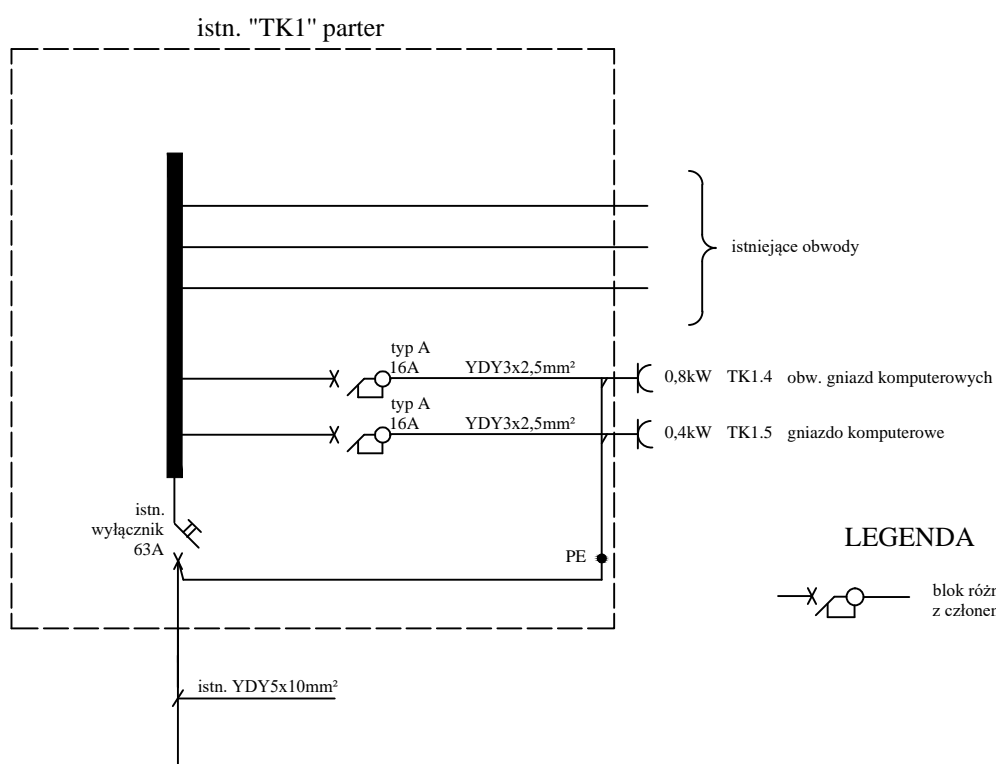 istn. "TK1" parter
istniejące obwody
typ A
16A
YDY3x2,5mm²
0,8kW TK1.4 obw. gniazd komputerowych
typ A
16A
YDY3x2,5mm²
0,4kW TK1.5 gniazdo komputerowe
istn.
wyłącznik
63A
PE
LEGENDA
blok
z
istn. YDY5x10mm²